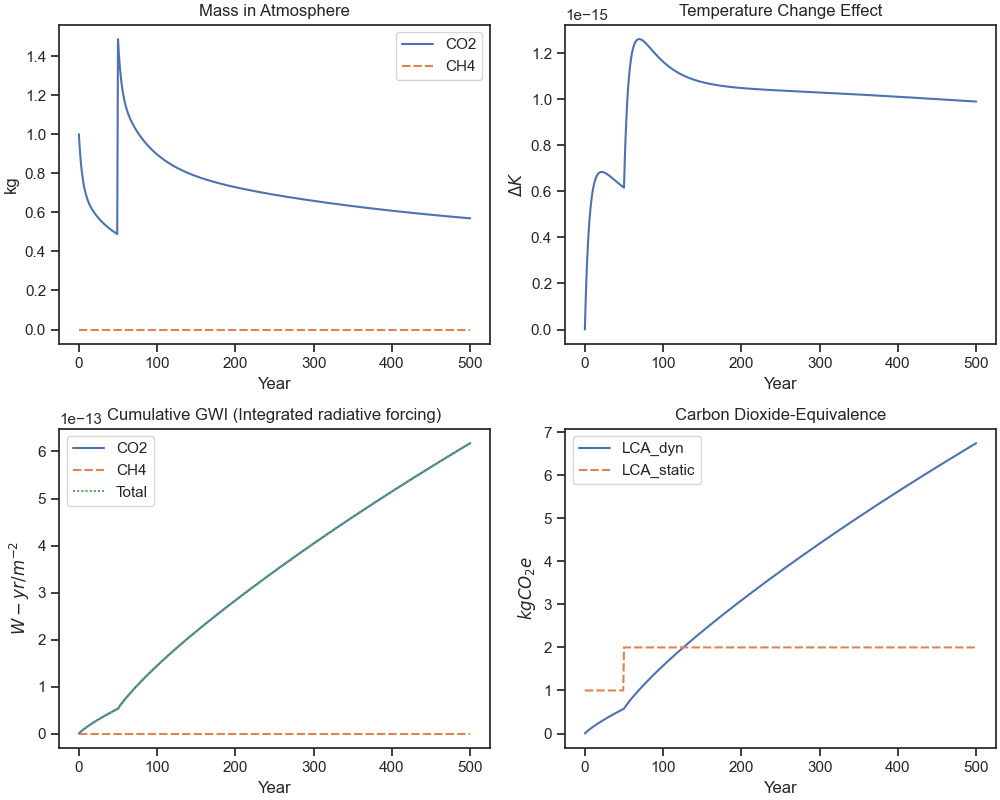 Mass in Atmosphere
CO2
CH4
1.4
1.2
1.0
0.8
0.6
0.4
0.2
0.0
kg
0 100 200 300 400 500
Year
1e−15
Temperature Change Effect
1.2
1.0
0.8
0.6
0.4
0.2
0.0
ΔK
0 100 200 300 400 500
Year
1e−13
Cumulative GWI (Integrated radiative forcing)
CO2
CH4
Total
6
5
4
3
2
1
0
W − yr/m⁻²
0 100 200 300 400 500
Year
Carbon Dioxide-Equivalence
LCA_dyn
LCA_static
7
6
5
4
3
2
1
0
kgCO₂e
0 100 200 300 400 500
Year